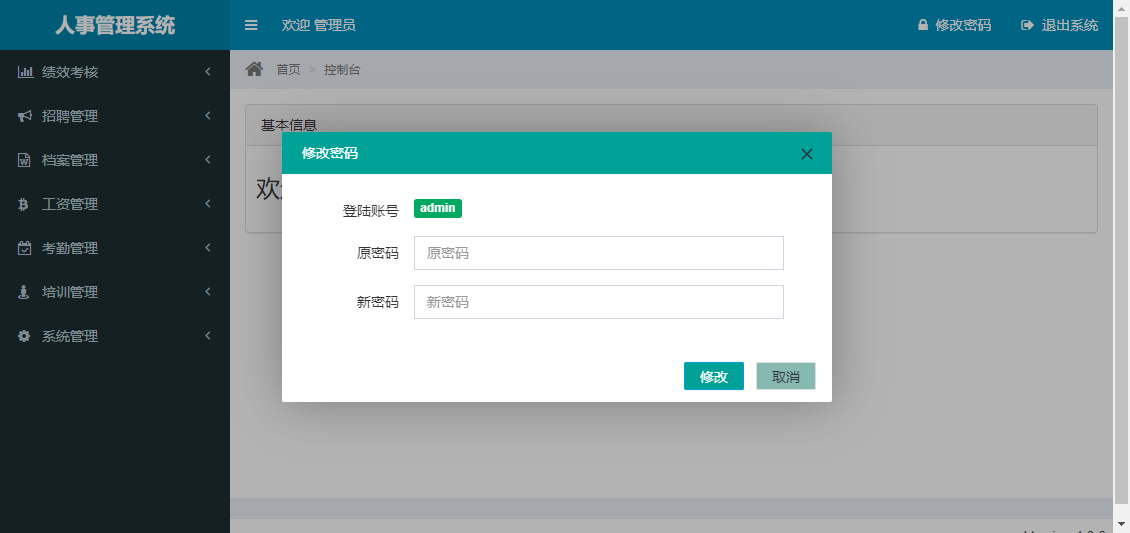 人事管理系统
欢迎 管理员
修改密码
退出系统
绩效考核
招聘管理
档案管理
工资管理
考勤管理
培训管理
系统管理
首页 > 控制台
基本信息
欢
修改密码
登陆账号 admin
原密码 原密码
新密码 新密码
修改 取消